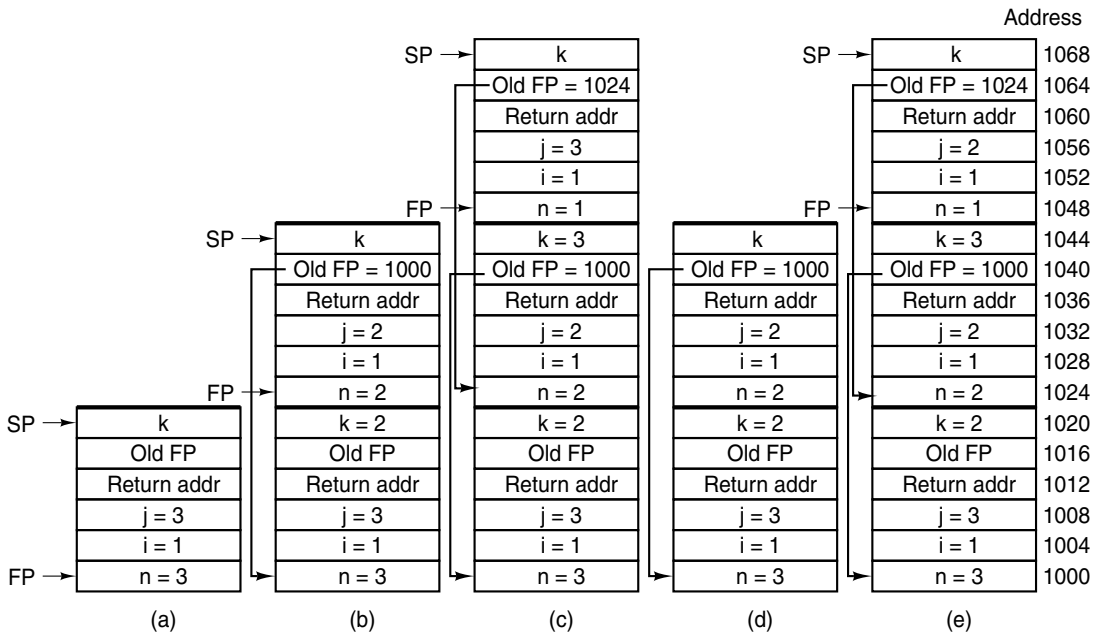 Address
SP k SP k 1068
Old FP = 1024 Old FP = 1024 1064
Return addr Return addr 1060
j = 3 j = 2 1056
i = 1 i = 1 1052
FP n = 1 FP n = 1 1048
SP k k = 3 k k = 3 1044
Old FP = 1000 Old FP = 1000 Old FP = 1000 Old FP = 1000 1040
Return addr Return addr Return addr Return addr 1036
j = 2 j = 2 j = 2 j = 2 1032
i = 1 i = 1 i = 1 i = 1 1028
FP n = 2 n = 2 n = 2 n = 2 1024
SP k k = 2 k = 2 k = 2 k = 2 1020
Old FP Old FP Old FP Old FP Old FP 1016
Return addr Return addr Return addr Return addr Return addr 1012
j = 3 j = 3 j = 3 j = 3 j = 3 1008
i = 1 i = 1 i = 1 i = 1 i = 1 1004
FP n = 3 n = 3 n = 3 n = 3 n = 3 1000
(a) (b) (c) (d) (e)